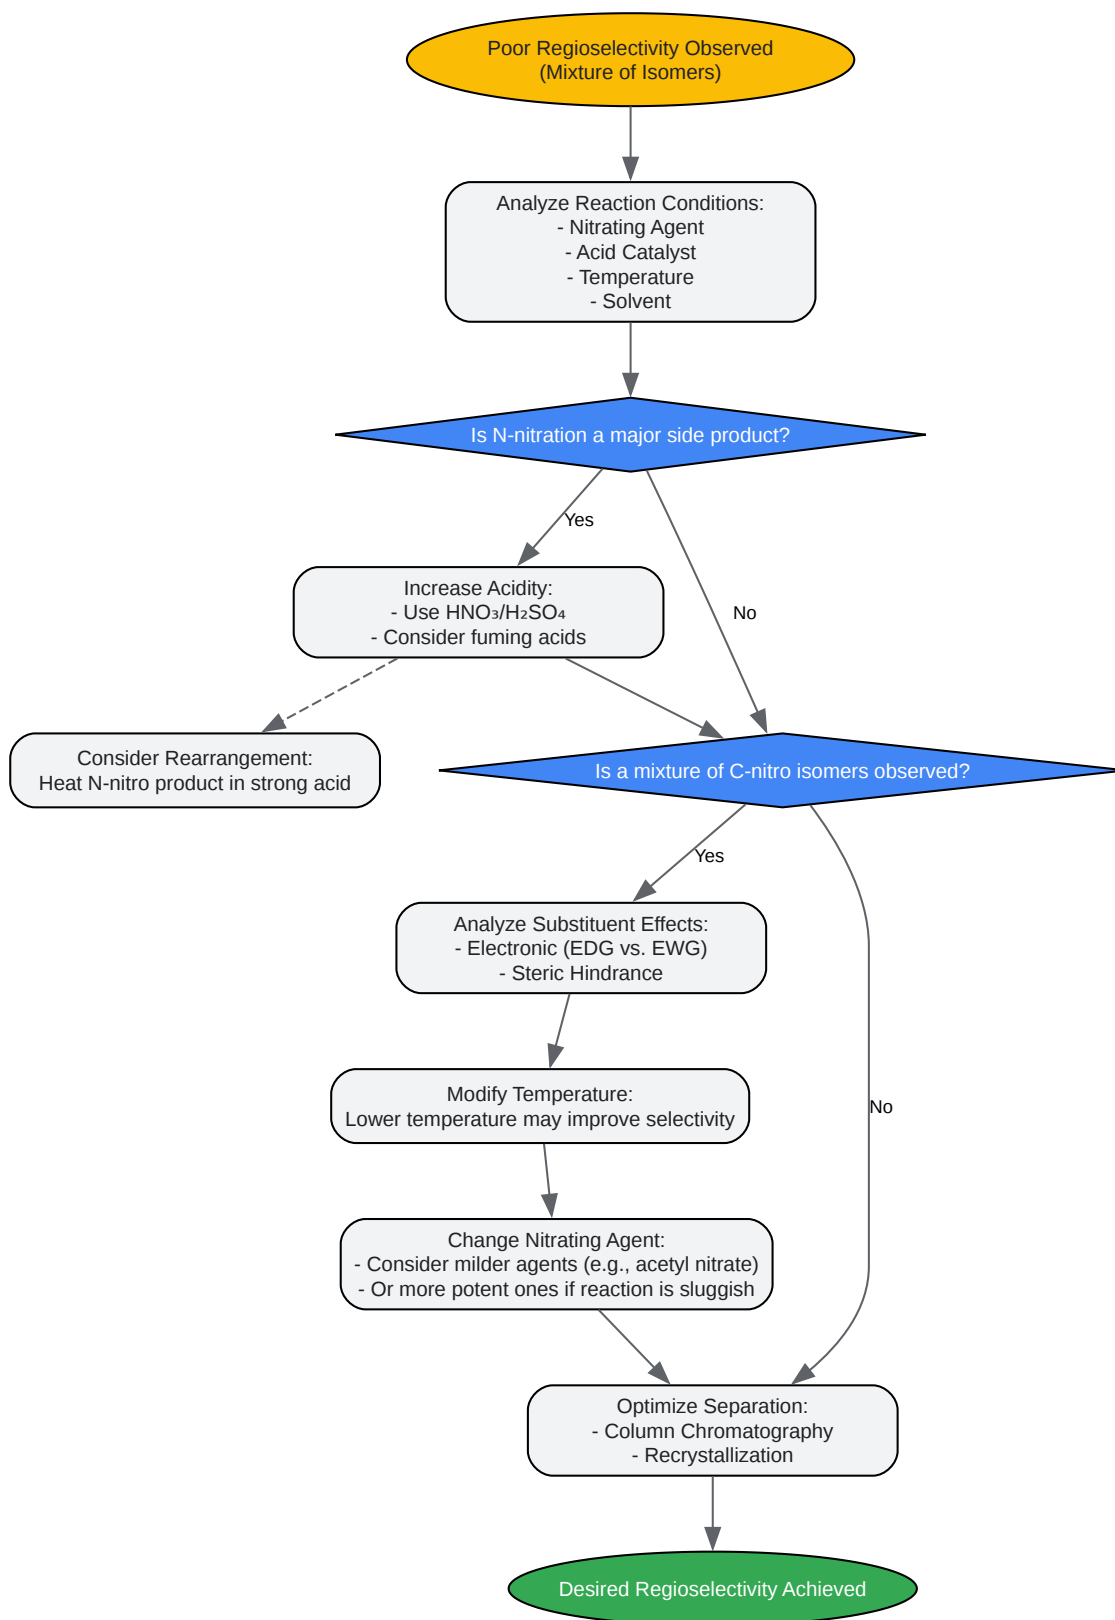 Poor Regioselectivity Observed
(Mixture of Isomers)
Analyze Reaction Conditions:
- Nitrating Agent
- Acid Catalyst
- Temperature
- Solvent
Is N-nitration a major side product?
Yes
Increase Acidity:
- Use HNO₃/H₂SO₄
- Consider fuming acids
No
Consider Rearrangement:
Heat N-nitro product in strong acid
Is a mixture of C-nitro isomers observed?
Yes
Analyze Substituent Effects:
- Electronic (EDG vs. EWG)
- Steric Hindrance
Modify Temperature:
Lower temperature may improve selectivity
No
Change Nitrating Agent:
- Consider milder agents (e.g., acetyl nitrate)
- Or more potent ones if reaction is sluggish
Optimize Separation:
- Column Chromatography
- Recrystallization
Desired Regioselectivity Achieved